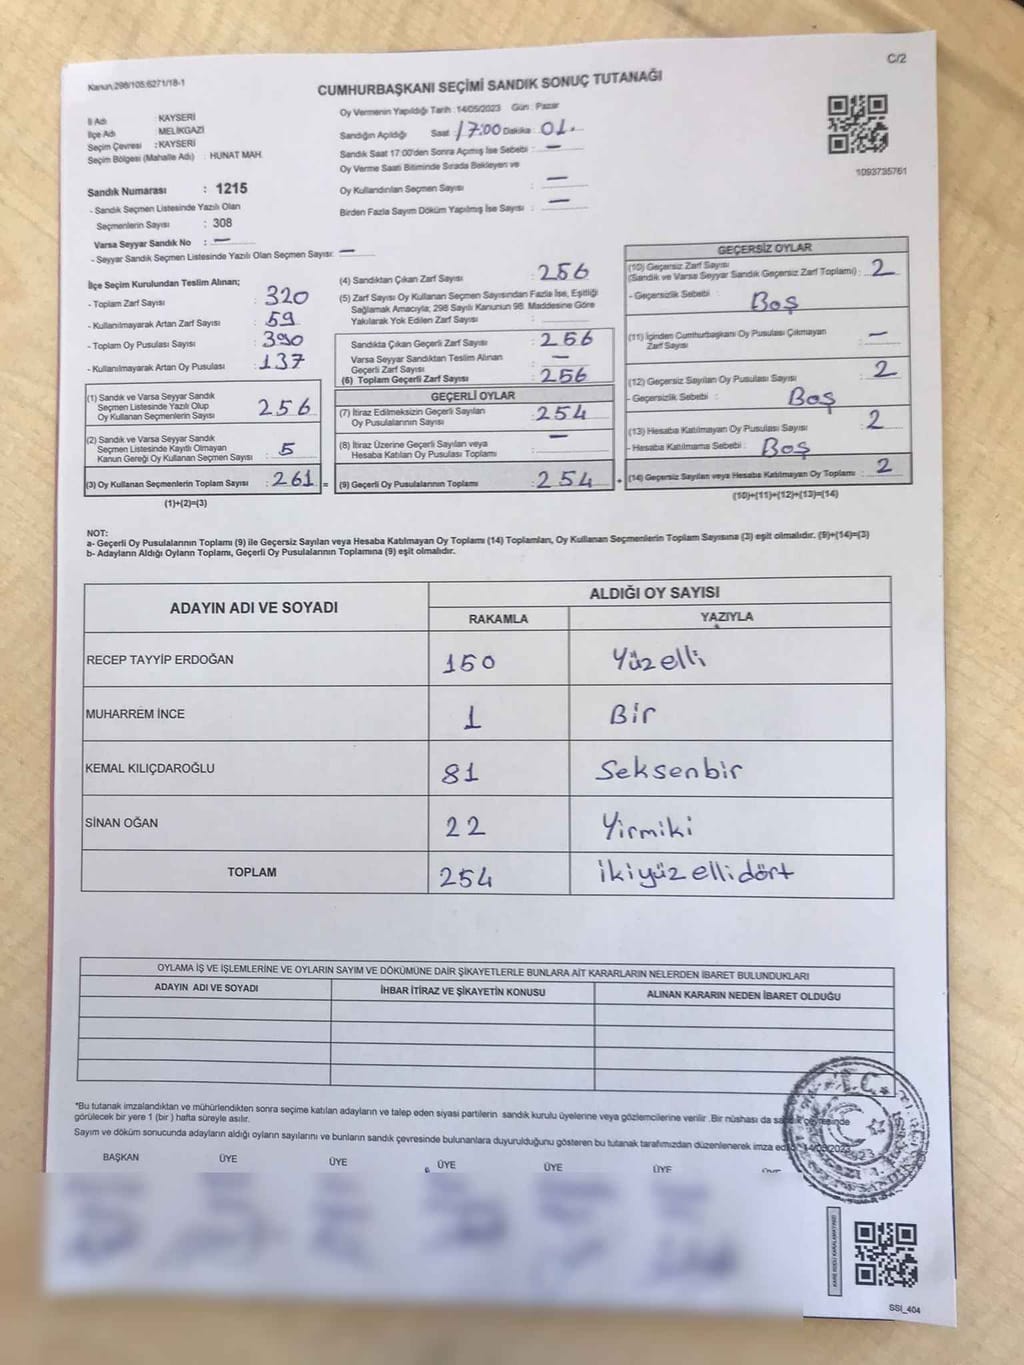 C/2
Kanun:298/105.6271/18-1
CUMHURBAŞKANI SEÇİMİ SANDIK SONUÇ TUTANAĞI
İl Adı : KAYSERİ
İlçe Adı : MELİKGAZİ
Seçim Çevresi : KAYSERİ
Seçim Bölgesi (Mahalle Adı) : HUNAT MAH.
Sandık Numarası : 1215
- Sandık Seçmen Listesinde Yazılı Olan
Seçmenlerin Sayısı : 308
Varsa Seyyar Sandık No : —
- Seyyar Sandık Seçmen Listesinde Yazılı Olan Seçmen Sayısı: —
Oy Vermenin Yapıldığı Tarih : 14/05/2023 Gün : Pazar
Sandığın Açıldığı Saat : 17:00 Dakika : 01.
Sandık Saat 17:00'den Sonra Açımış İse Sebebi : —
Oy Verme Saati Bitiminde Sırada Bekleyen ve
Oy Kullandırılan Seçmen Sayısı : —
Birden Fazla Sayım Döküm Yapılmış İse Sayısı : —
1093735761
İlçe Seçim Kurulundan Teslim Alınan;
- Toplam Zarf Sayısı : 320
- Kullanılmayarak Artan Zarf Sayısı : 59
- Toplam Oy Pusulası Sayısı : 390
- Kullanılmayarak Artan Oy Pusulası : 137
(1) Sandık ve Varsa Seyyar Sandık
Seçmen Listesinde Yazılı Olup
Oy Kullanan Seçmenlerin Sayısı : 256
(2) Sandık ve Varsa Seyyar Sandık
Seçmen Listesinde Kayıtlı Olmayan
Kanun Gereği Oy Kullanan Seçmen Sayısı : 5
(3) Oy Kullanan Seçmenlerin Toplam Sayısı : 261 =
(1)+(2)=(3)
(4) Sandıktan Çıkan Zarf Sayısı : 256
(5) Zarf Sayısı Oy Kullanan Seçmen Sayısından Fazla İse, Eşitliği
Sağlamak Amacıyla; 298 Sayılı Kanunun 98. Maddesine Göre
Yakılarak Yok Edilen Zarf Sayısı :
Sandıkta Çıkan Geçerli Zarf Sayısı : 256
Varsa Seyyar Sandıktan Teslim Alınan
Geçerli Zarf Sayısı : —
(6) Toplam Geçerli Zarf Sayısı : 256
GEÇERLİ OYLAR
(7) İtiraz Edilmeksizin Geçerli Sayılan
Oy Pusulalarının Sayısı : 254
(8) İtiraz Üzerine Geçerli Sayılan veya
Hesaba Katılan Oy Pusulası Toplamı : —
(9) Geçerli Oy Pusulalarının Toplamı : 254 +
GEÇERSİZ OYLAR
(10) Geçersiz Zarf Sayısı
(Sandık ve Varsa Seyyar Sandık Geçersiz Zarf Toplamı) : 2
- Geçersizlik Sebebi : Boş
(11) İçinden Cumhurbaşkanı Oy Pusulası Çıkmayan
Zarf Sayısı : —
(12) Geçersiz Sayılan Oy Pusulası Sayısı : 2
- Geçersizlik Sebebi : Boş
(13) Hesaba Katılmayan Oy Pusulası Sayısı : 2
- Hesaba Katılmama Sebebi : Boş
(14) Geçersiz Sayılan veya Hesaba Katılmayan Oy Toplamı : 2
(10)+(11)+(12)+(13)=(14)
NOT:
a- Geçerli Oy Pusulalarının Toplamı (9) ile Geçersiz Sayılan veya Hesaba Katılmayan Oy Toplamı (14) Toplamları, Oy Kullanan Seçmenlerin Toplam Sayısına (3) eşit olmalıdır. (9)+(14)=(3)
b- Adayların Aldığı Oyların Toplamı, Geçerli Oy Pusulalarının Toplamına (9) eşit olmalıdır.
ADAYIN ADI VE SOYADI
ALDIĞI OY SAYISI
RAKAMLA YAZIYLA
RECEP TAYYİP ERDOĞAN 150 Yüzelli
MUHARREM İNCE 1 Bir
KEMAL KILIÇDAROĞLU 81 Seksenbir
SİNAN OĞAN 22 Yirmiki
TOPLAM 254 ikiyüz ellidört
OYLAMA İŞ VE İŞLEMLERİNE VE OYLARIN SAYIM VE DÖKÜMÜNE DAİR ŞİKAYETLERLE BUNLARA AİT KARARLARIN NELERDEN İBARET BULUNDUKLARI
ADAYIN ADI VE SOYADI İHBAR İTİRAZ VE ŞİKAYETİN KONUSU ALINAN KARARIN NEDEN İBARET OLDUĞU
*Bu tutanak imzalandıktan ve mühürlendikten sonra seçime katılan adayların ve talep eden siyasi partilerin sandık kurulu üyelerine veya gözlemcilerine verilir. Bir nüshası da sandık çevresinde
görülecek bir yere 1 (bir) hafta süreyle asılır.
Sayım ve döküm sonucunda adayların aldığı oyların sayılarını ve bunların sandık çevresinde bulunanlara duyurulduğunu gösteren bu tutanak tarafımızdan düzenlenerek imza
BAŞKAN ÜYE ÜYE ÜYE ÜYE ÜYE
T.C.
SSI_404